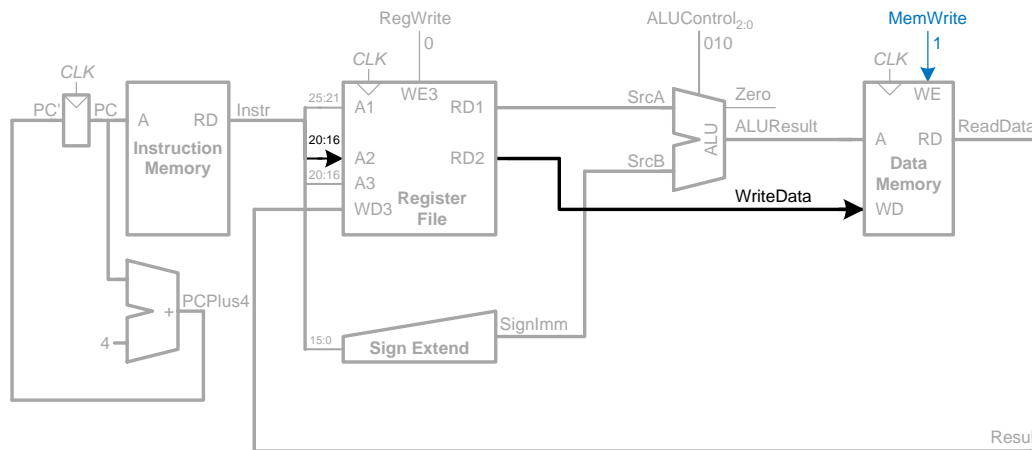 RegWrite
ALUControl2:0
MemWrite
0
010
1
CLK
CLK
CLK
PC'
PC
A
RD
Instr
Instruction
Memory
25:21
A1
WE3
RD1
SrcA
Zero
WE
20:16
A2
RD2
ALU
ALUResult
A
RD
ReadData
20:16
A3
SrcB
Data
Memory
WD3
Register
File
WriteData
WD
PCPlus4
+
4
SignImm
15:0
Sign Extend
Resul